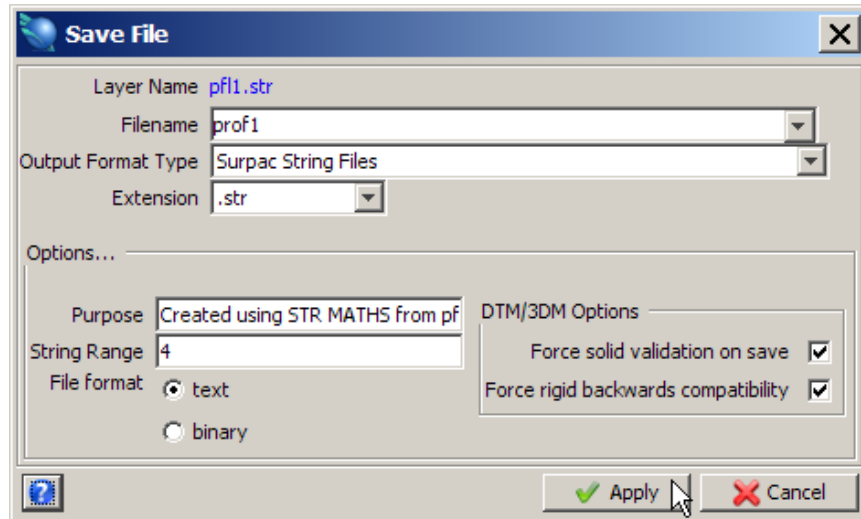 Save File
Layer Name pfl1.str
Filename prof1
Output Format Type Surpac String Files
Extension .str
Options...
Purpose Created using STR MATHS from pf
String Range 4
File format text
binary
DTM/3DM Options
Force solid validation on save
Force rigid backwards compatibility
? Apply Cancel